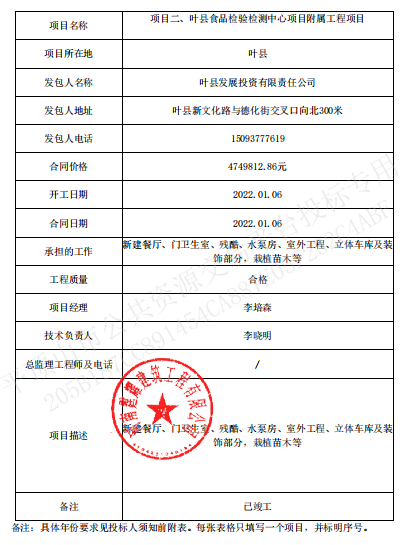 项目名称 项目二、叶县食品检验检测中心项目附属工程项目
项目所在地 叶县
发包人名称 叶县发展投资有限责任公司
发包人地址 叶县新文化路与德化街交叉口向北300米
发包人电话 15093777619
合同价格 4749812.86元
开工日期 2022.01.06
合同日期 2022.01.06
承担的工作 新建餐厅、门卫生室、残酷、水泵房、室外工程、立体车库及装
饰部分，栽植苗木等
工程质量 合格
项目经理 李培森
技术负责人 李晓明
总监理工程师及电话 /
项目描述 新建餐厅、门卫生室、残酷、水泵房、室外工程、立体车库及装
饰部分，栽植苗木等
备注 已竣工
备注：具体年份要求见投标人须知前附表。每张表格只填写一个项目，并标明序号。